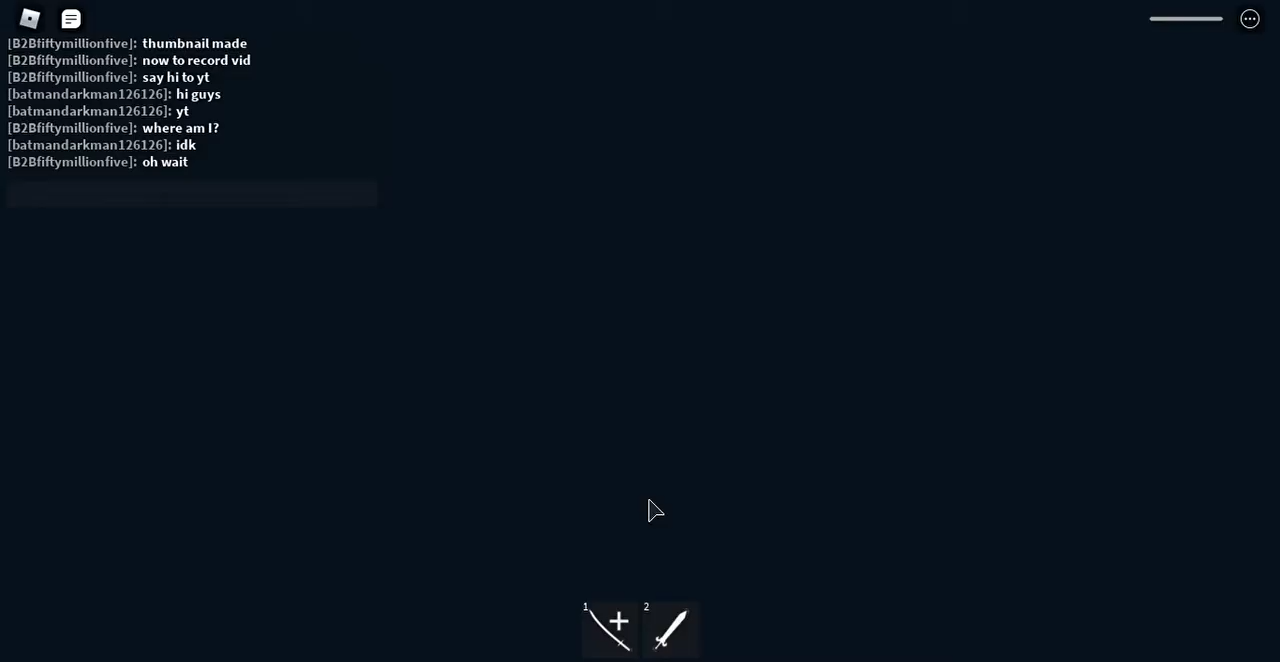 [B2Bfiftymillionfive]: thumbnail made
[B2Bfiftymillionfive]: now to record vid
[B2Bfiftymillionfive]: say hi to yt
[batmandarkman126126]: hi guys
[batmandarkman126126]: yt
[B2Bfiftymillionfive]: where am I?
[batmandarkman126126]: idk
[B2Bfiftymillionfive]: oh wait
1 2